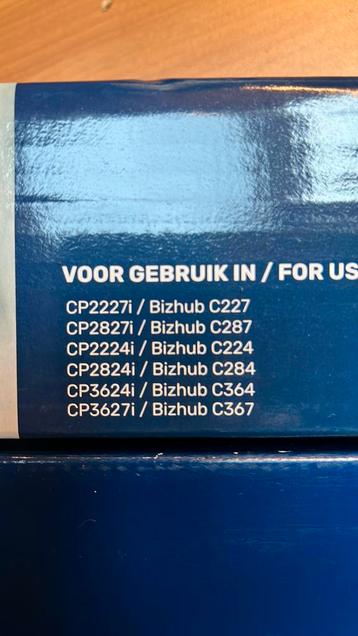 VOOR GEBRUIK IN / FOR US
CP2227i / Bizhub C227
CP2827i / Bizhub C287
CP2224i / Bizhub C224
CP2824i / Bizhub C284
CP3624i / Bizhub C364
CP3627i / Bizhub C367